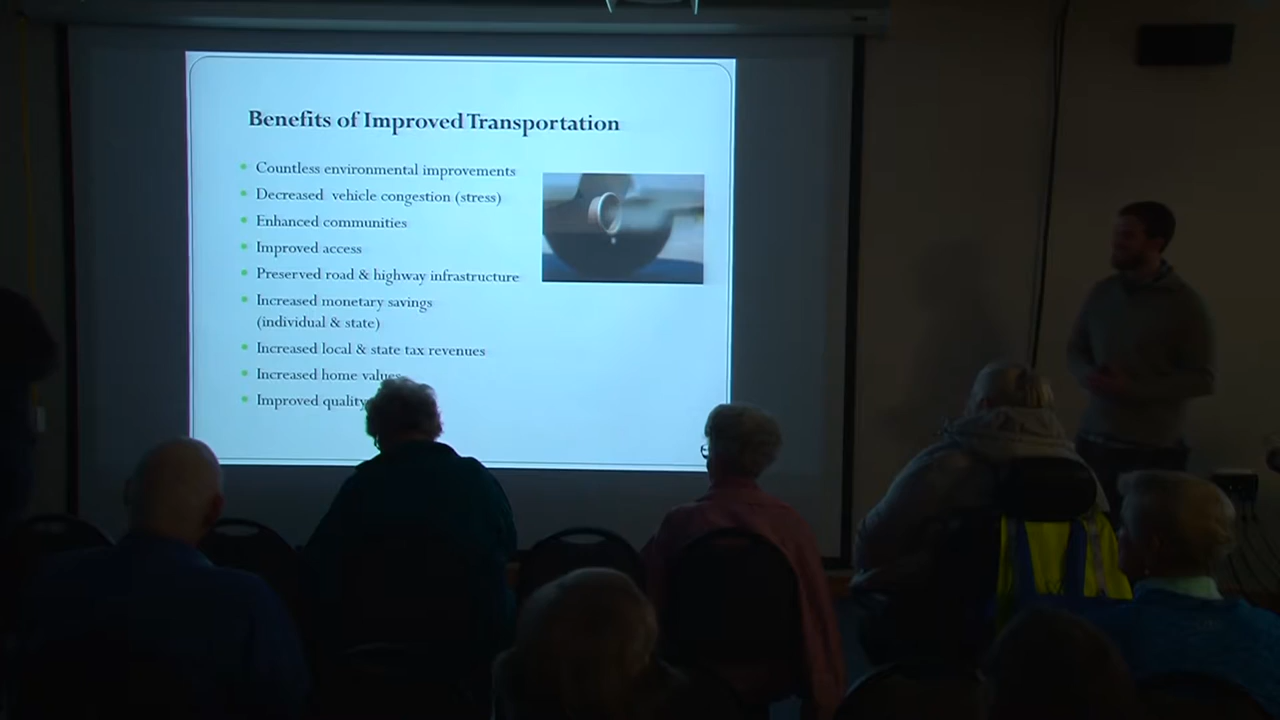 Benefits of Improved Transportation
Countless environmental improvements
Decreased vehicle congestion (stress)
Enhanced communities
Improved access
Preserved road & highway infrastructure
Increased monetary savings
(individual & state)
Increased local & state tax revenues
Increased home values
Improved quality